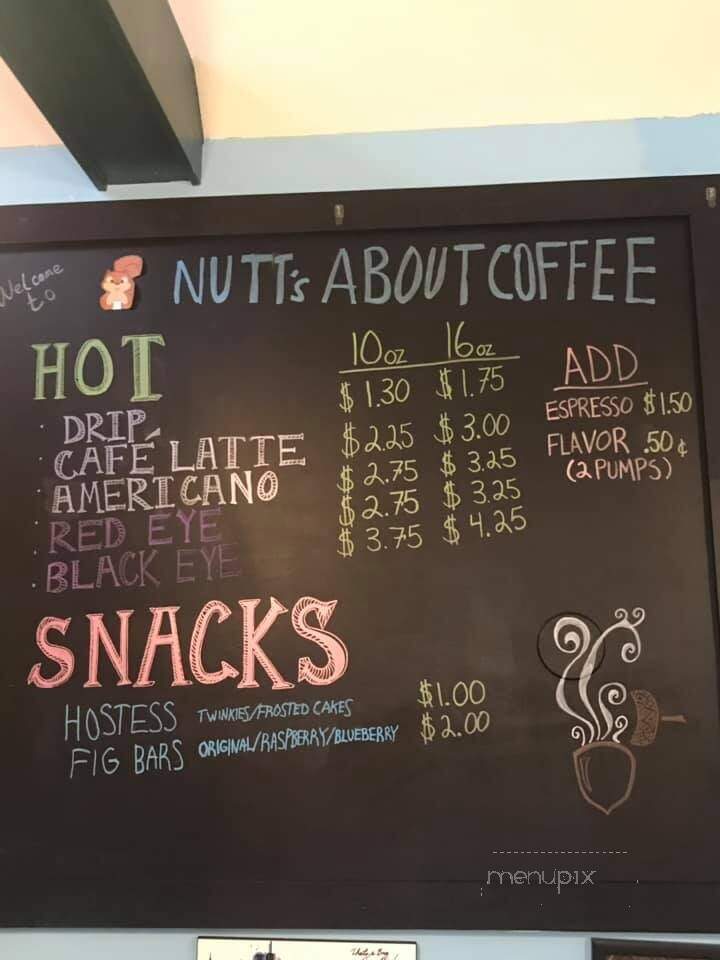 Welcome to
NUTT's ABOUT COFFEE
HOT 10oz 16oz
· DRIP $1.30 $1.75
· CAFÉ LATTE $2.25 $3.00
· AMERICANO $2.75 $3.25
· RED EYE $2.75 $3.25
· BLACK EYE $3.75 $4.25
ADD
ESPRESSO $1.50
FLAVOR .50¢
(2 PUMPS)
SNACKS
HOSTESS TWINKIES/FROSTED CAKES $1.00
FIG BARS ORIGINAL/RASPBERRY/BLUEBERRY $2.00
menupix